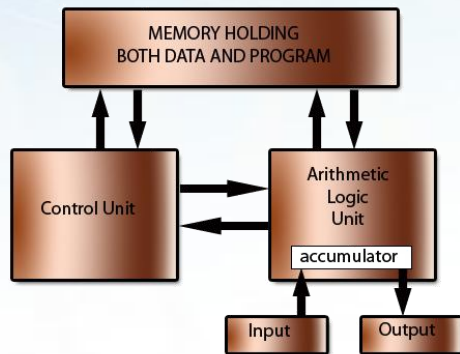 MEMORY HOLDING
BOTH DATA AND PROGRAM
Control Unit
Arithmetic
Logic
Unit
accumulator
Input
Output